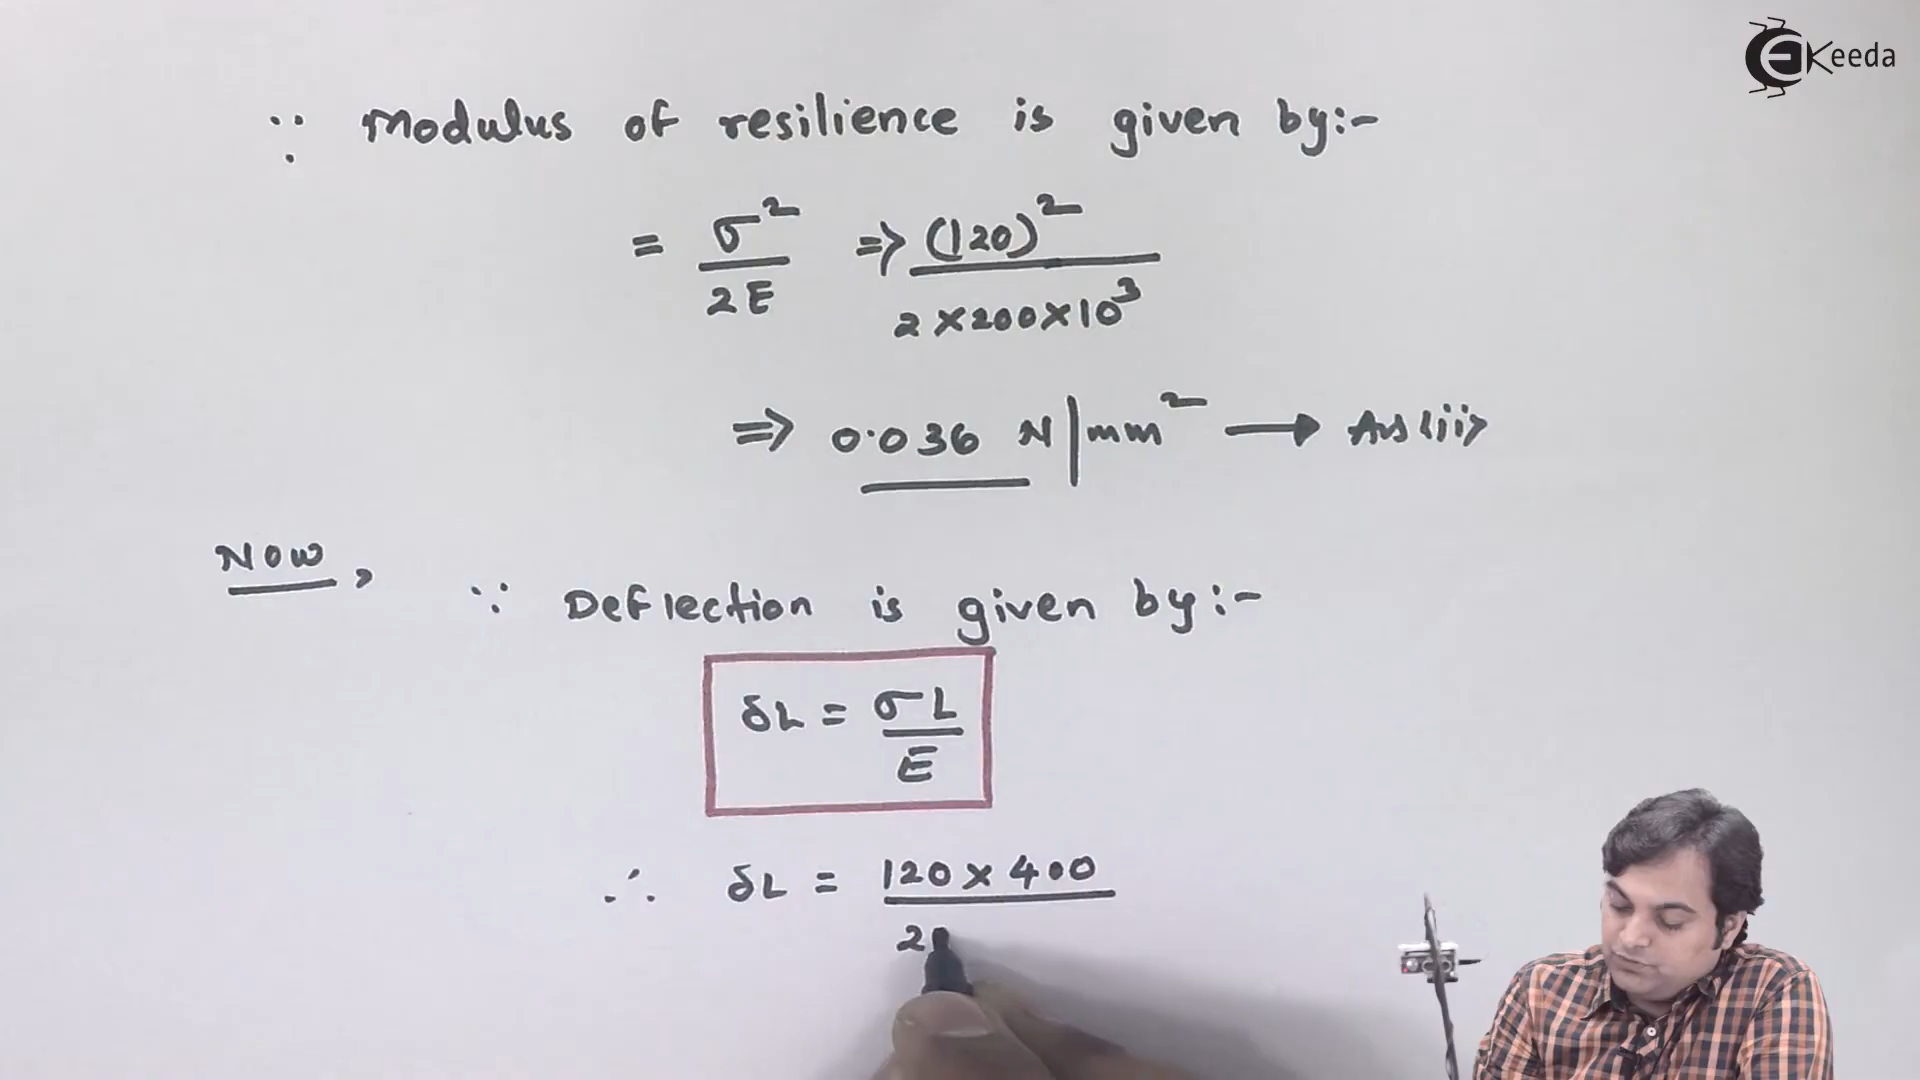 EKeeda
∵ Modulus of resilience is given by:-
= σ²/2E => (120)²/2×200×10³
=> 0.036 N/mm² → Ans(ii)
Now,
∵ Deflection is given by:-
δL = σL/E
∴ δL = 120×400/2